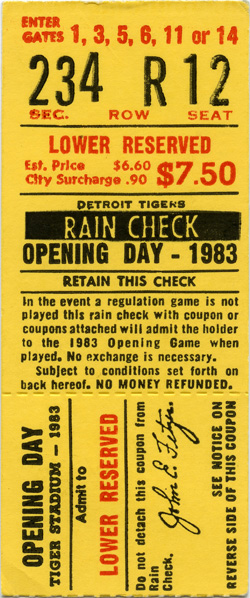 ENTER GATES 1, 3, 5, 6, 11 or 14
234 R 12
SEC. ROW SEAT
LOWER RESERVED
Est. Price $6.60
City Surcharge .90 $7.50
DETROIT TIGERS
RAIN CHECK
OPENING DAY - 1983
RETAIN THIS CHECK
In the event a regulation game is not
played this rain check with coupon or
coupons attached will admit the holder
to the 1983 Opening Game when
played. No exchange is necessary.
Subject to conditions set forth on
back hereof. NO MONEY REFUNDED.
OPENING DAY
TIGER STADIUM - 1983
Admit to
LOWER RESERVED
Do not detach this coupon from
Rain
Check.
John E. Fetzer
SEE NOTICE ON
REVERSE SIDE OF THIS